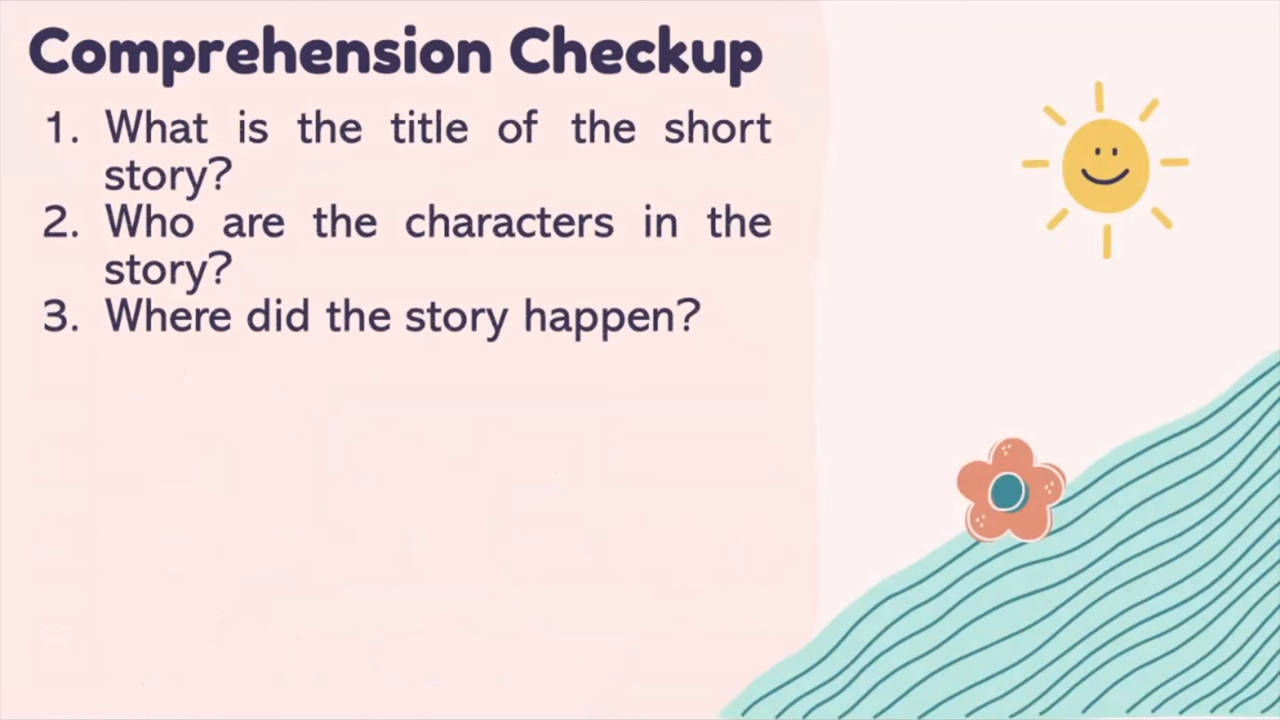 Comprehension Checkup
1. What is the title of the short
story?
2. Who are the characters in the
story?
3. Where did the story happen?